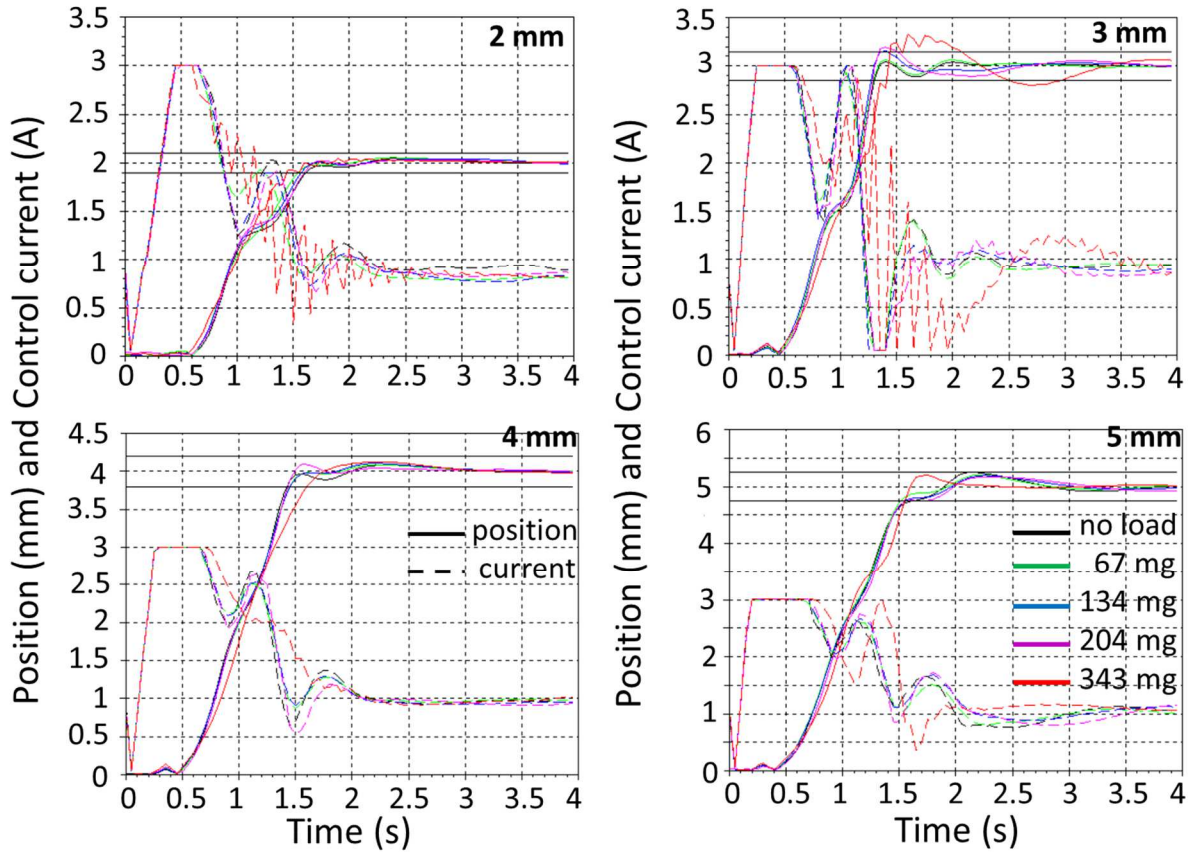 Position (mm) and Control current (A)
2 mm
3.5
3
2.5
2
1.5
1
0.5
0
0 0.5 1 1.5 2 2.5 3 3.5 4
Position (mm) and Control current (A)
3 mm
3.5
3
2.5
2
1.5
1
0.5
0
0 0.5 1 1.5 2 2.5 3 3.5 4
4 mm
4.5
4
3.5
3
2.5
2
1.5
1
0.5
0
position
current
0 0.5 1 1.5 2 2.5 3 3.5 4
Time (s)
5 mm
6
5
4
3
2
1
0
no load
67 mg
134 mg
204 mg
343 mg
0 0.5 1 1.5 2 2.5 3 3.5 4
Time (s)